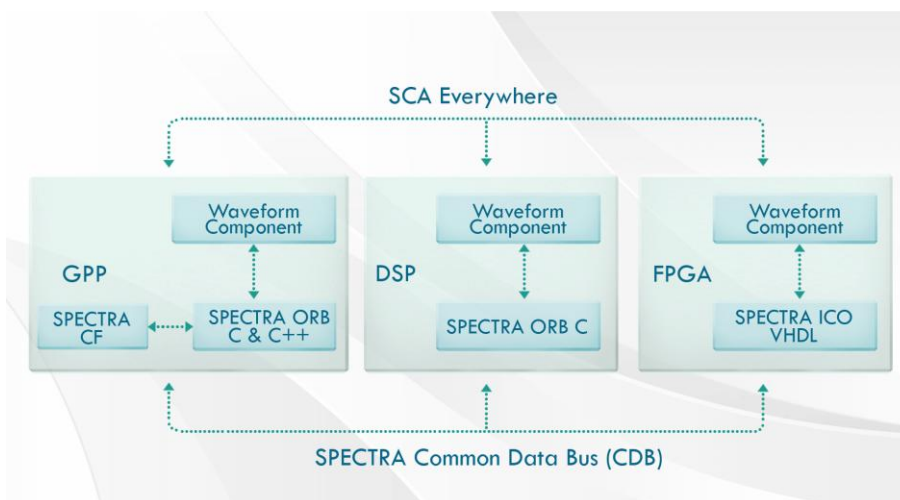 SCA Everywhere
Waveform
Component
GPP
SPECTRA
CF
SPECTRA ORB
C & C++
Waveform
Component
DSP
SPECTRA ORB C
Waveform
Component
FPGA
SPECTRA ICO
VHDL
SPECTRA Common Data Bus (CDB)